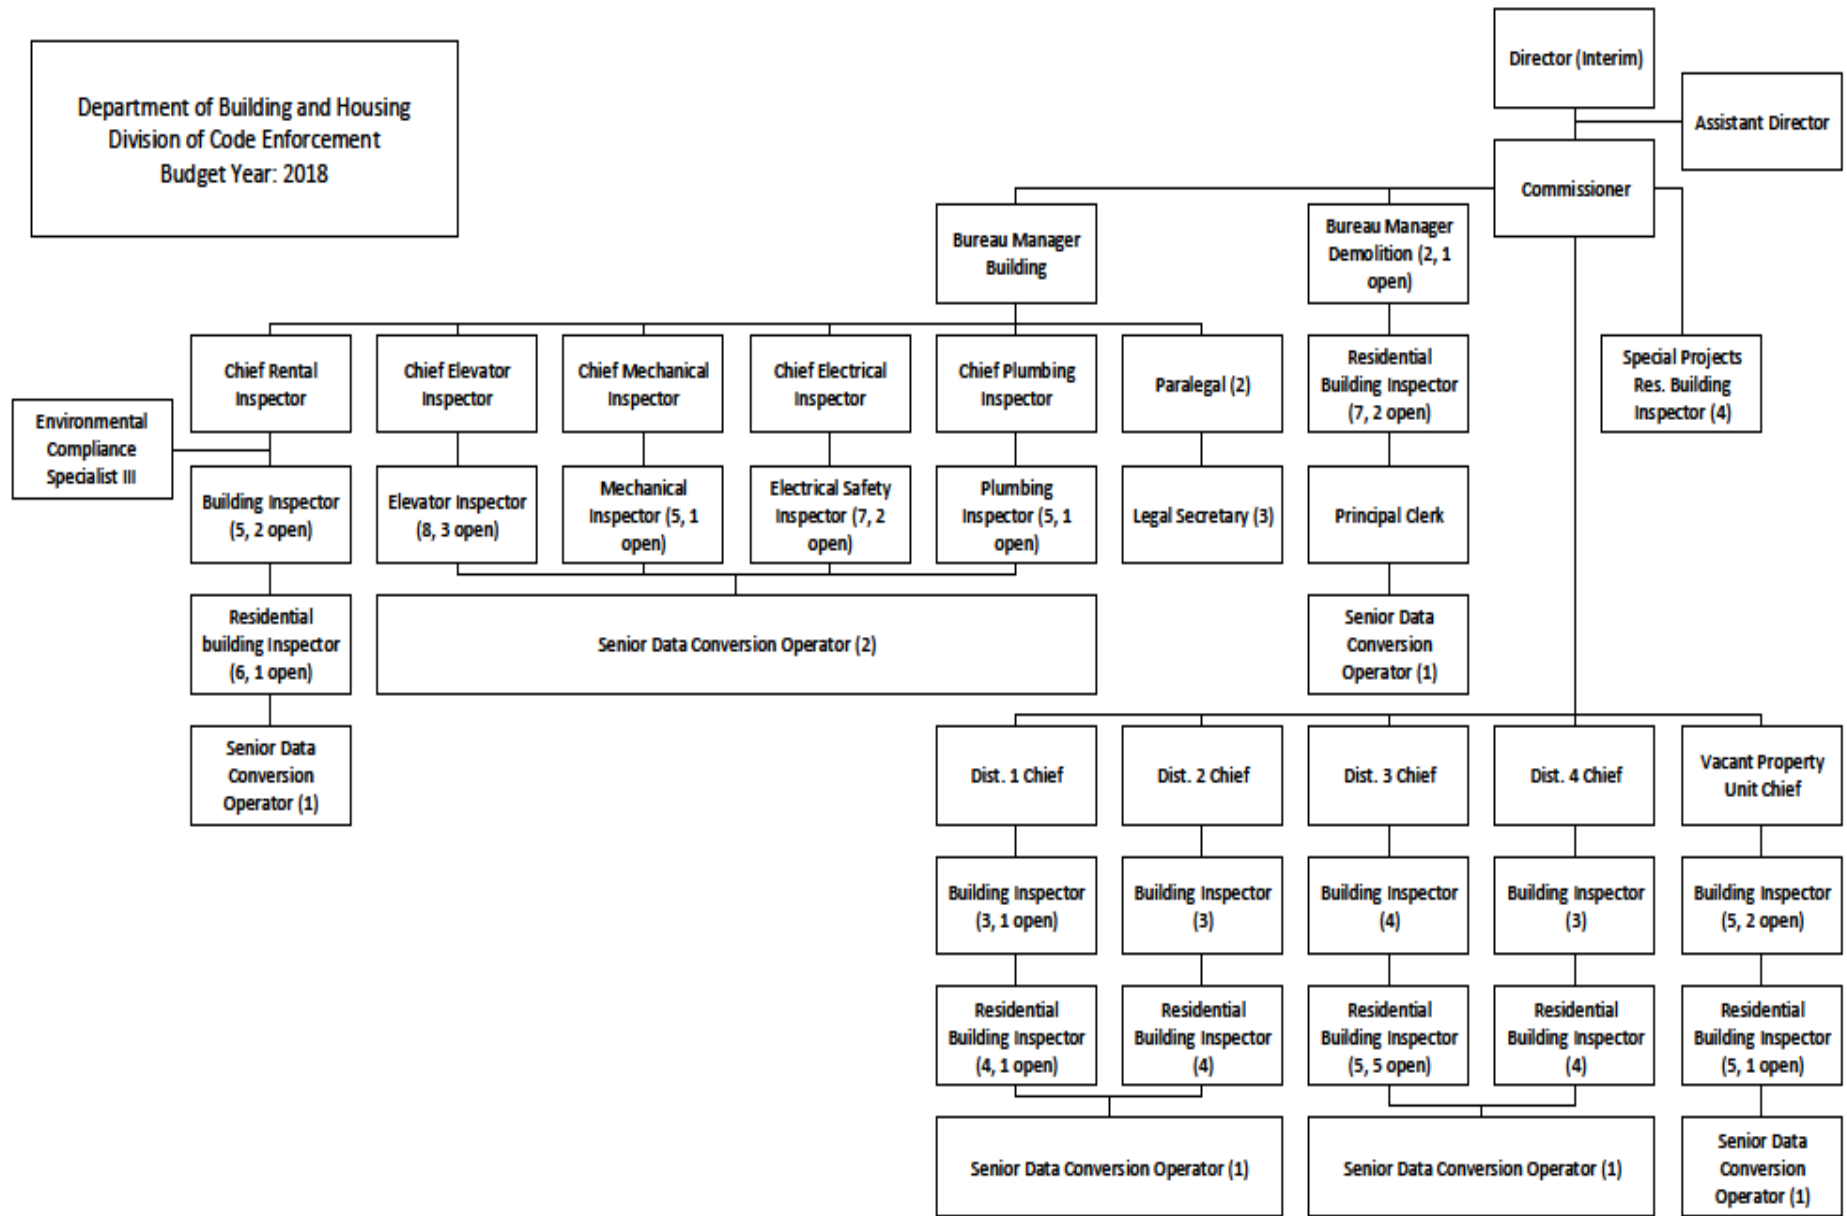 Department of Building and Housing
Division of Code Enforcement
Budget Year: 2018
Director (Interim)
Assistant Director
Commissioner
Bureau Manager
Building
Bureau Manager
Demolition (2, 1
open)
Chief Rental
Inspector
Chief Elevator
Inspector
Chief Mechanical
Inspector
Chief Electrical
Inspector
Chief Plumbing
Inspector
Paralegal (2)
Residential
Building Inspector
(7, 2 open)
Special Projects
Res. Building
Inspector (4)
Environmental
Compliance
Specialist III
Building Inspector
(5, 2 open)
Elevator Inspector
(8, 3 open)
Mechanical
Inspector (5, 1
open)
Electrical Safety
Inspector (7, 2
open)
Plumbing
Inspector (5, 1
open)
Legal Secretary (3)
Principal Clerk
Residential
building Inspector
(6, 1 open)
Senior Data Conversion Operator (2)
Senior Data
Conversion
Operator (1)
Senior Data
Conversion
Operator (1)
Dist. 1 Chief
Dist. 2 Chief
Dist. 3 Chief
Dist. 4 Chief
Vacant Property
Unit Chief
Building Inspector
(3, 1 open)
Building Inspector
(3)
Building Inspector
(4)
Building Inspector
(3)
Building Inspector
(5, 2 open)
Residential
Building Inspector
(4, 1 open)
Residential
Building Inspector
(4)
Residential
Building Inspector
(5, 5 open)
Residential
Building Inspector
(4)
Residential
Building Inspector
(5, 1 open)
Senior Data Conversion Operator (1)
Senior Data Conversion Operator (1)
Senior Data
Conversion
Operator (1)